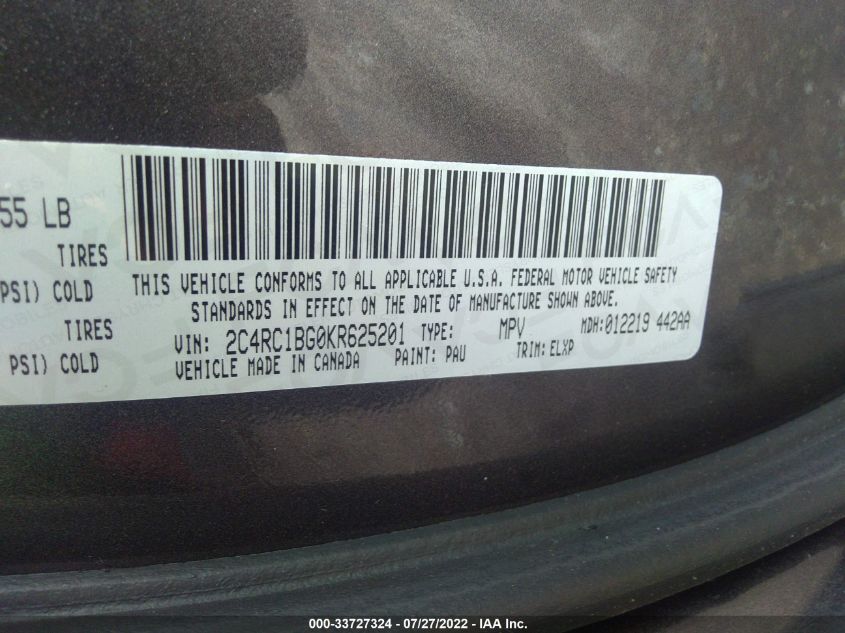 55 LB
TIRES
PSI) COLD
TIRES
PSI) COLD
THIS VEHICLE CONFORMS TO ALL APPLICABLE U.S.A. FEDERAL MOTOR VEHICLE SAFETY
STANDARDS IN EFFECT ON THE DATE OF MANUFACTURE SHOWN ABOVE.
VIN: 2C4RC1BG0KR625201 TYPE: MPV MDH:012219 442AA
VEHICLE MADE IN CANADA PAINT: PAU TRIM: ELXP
000-33727324 | 07/27/2022 - IAA Inc.